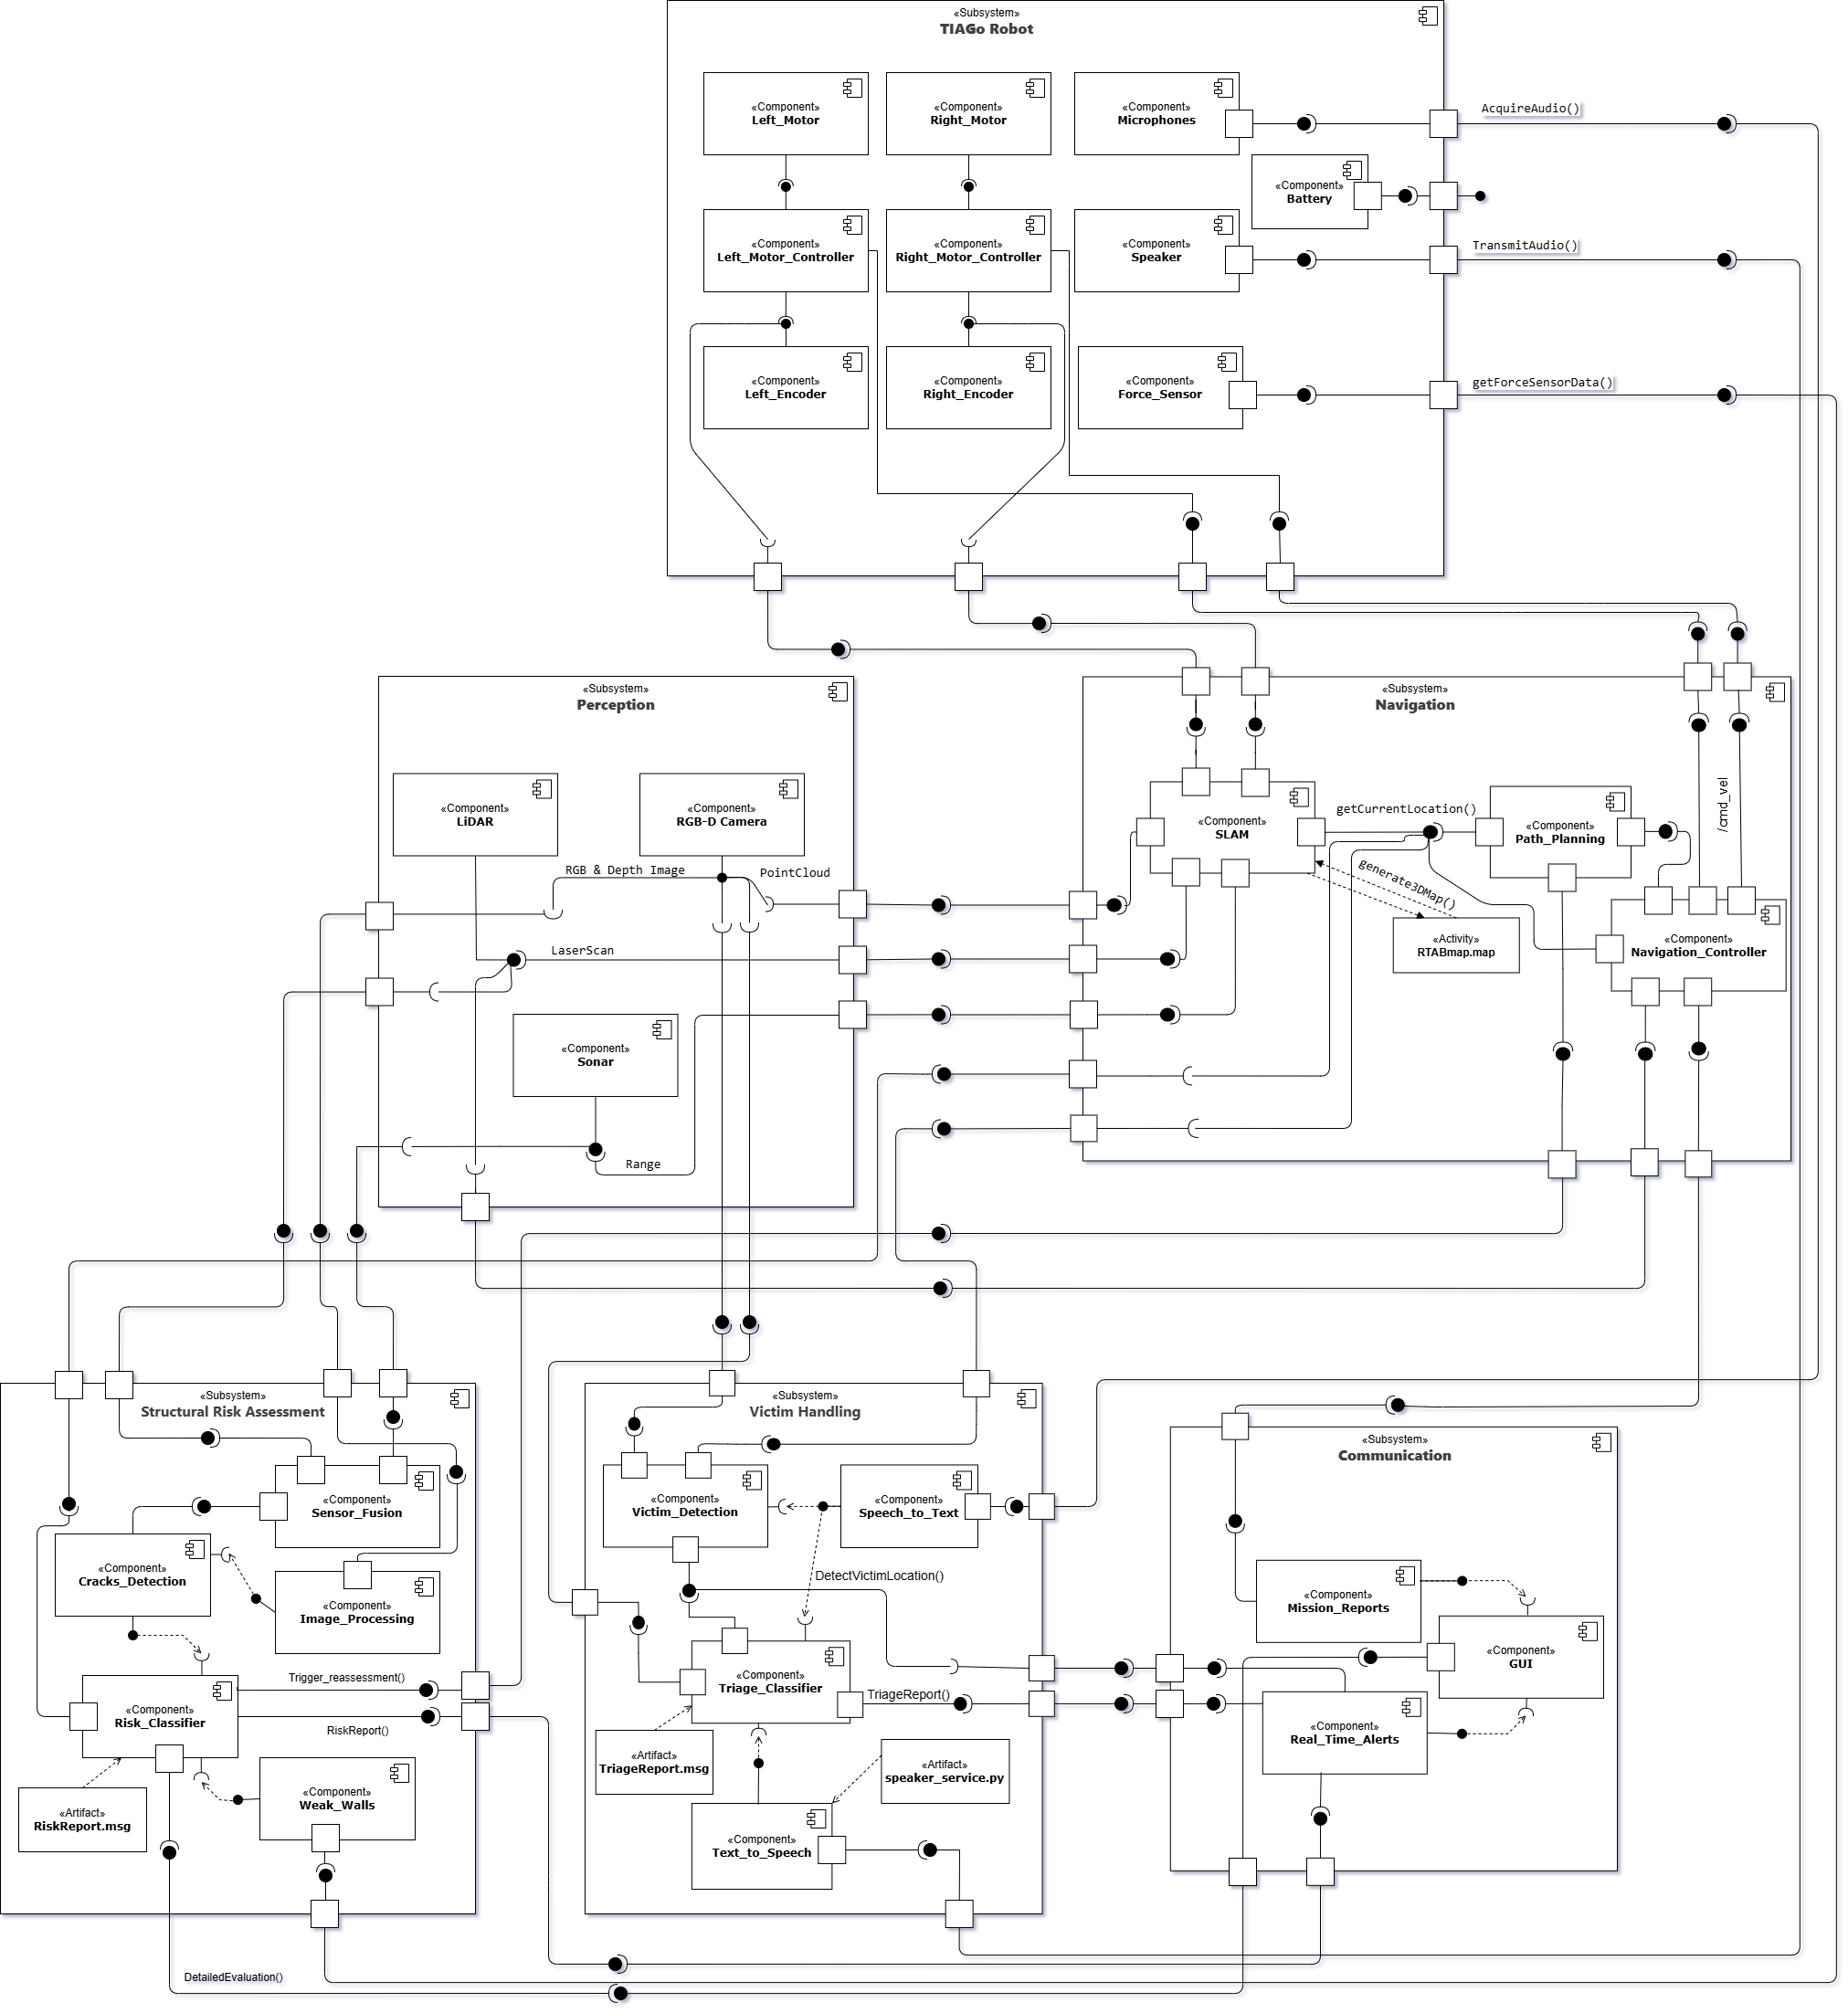 «Subsystem»
TIAGo Robot
«Component»
Left_Motor
«Component»
Right_Motor
«Component»
Microphones
AcquireAudio()
«Component»
Battery
«Component»
Left_Motor_Controller
«Component»
Right_Motor_Controller
«Component»
Speaker
TransmitAudio()
«Component»
Left_Encoder
«Component»
Right_Encoder
«Component»
Force_Sensor
getForceSensorData()
«Subsystem»
Perception
«Component»
LiDAR
«Component»
RGB-D Camera
RGB & Depth Image
PointCloud
LaserScan
«Component»
Sonar
Range
«Subsystem»
Navigation
«Component»
SLAM
getCurrentLocation()
«Component»
Path_Planning
/cmd_vel
generate3DMap()
«Activity»
RTABmap.map
«Component»
Navigation_Controller
«Subsystem»
Structural Risk Assessment
«Component»
Sensor_Fusion
«Component»
Cracks_Detection
«Component»
Image_Processing
Trigger_reassessment()
«Component»
Risk_Classifier
RiskReport()
«Component»
Weak_Walls
«Artifact»
RiskReport.msg
DetailedEvaluation()
«Subsystem»
Victim Handling
«Component»
Victim_Detection
«Component»
Speech_to_Text
DetectVictimLocation()
«Component»
Triage_Classifier
TriageReport()
«Artifact»
TriageReport.msg
«Artifact»
speaker_service.py
«Component»
Text_to_Speech
«Subsystem»
Communication
«Component»
Mission_Reports
«Component»
GUI
«Component»
Real_Time_Alerts